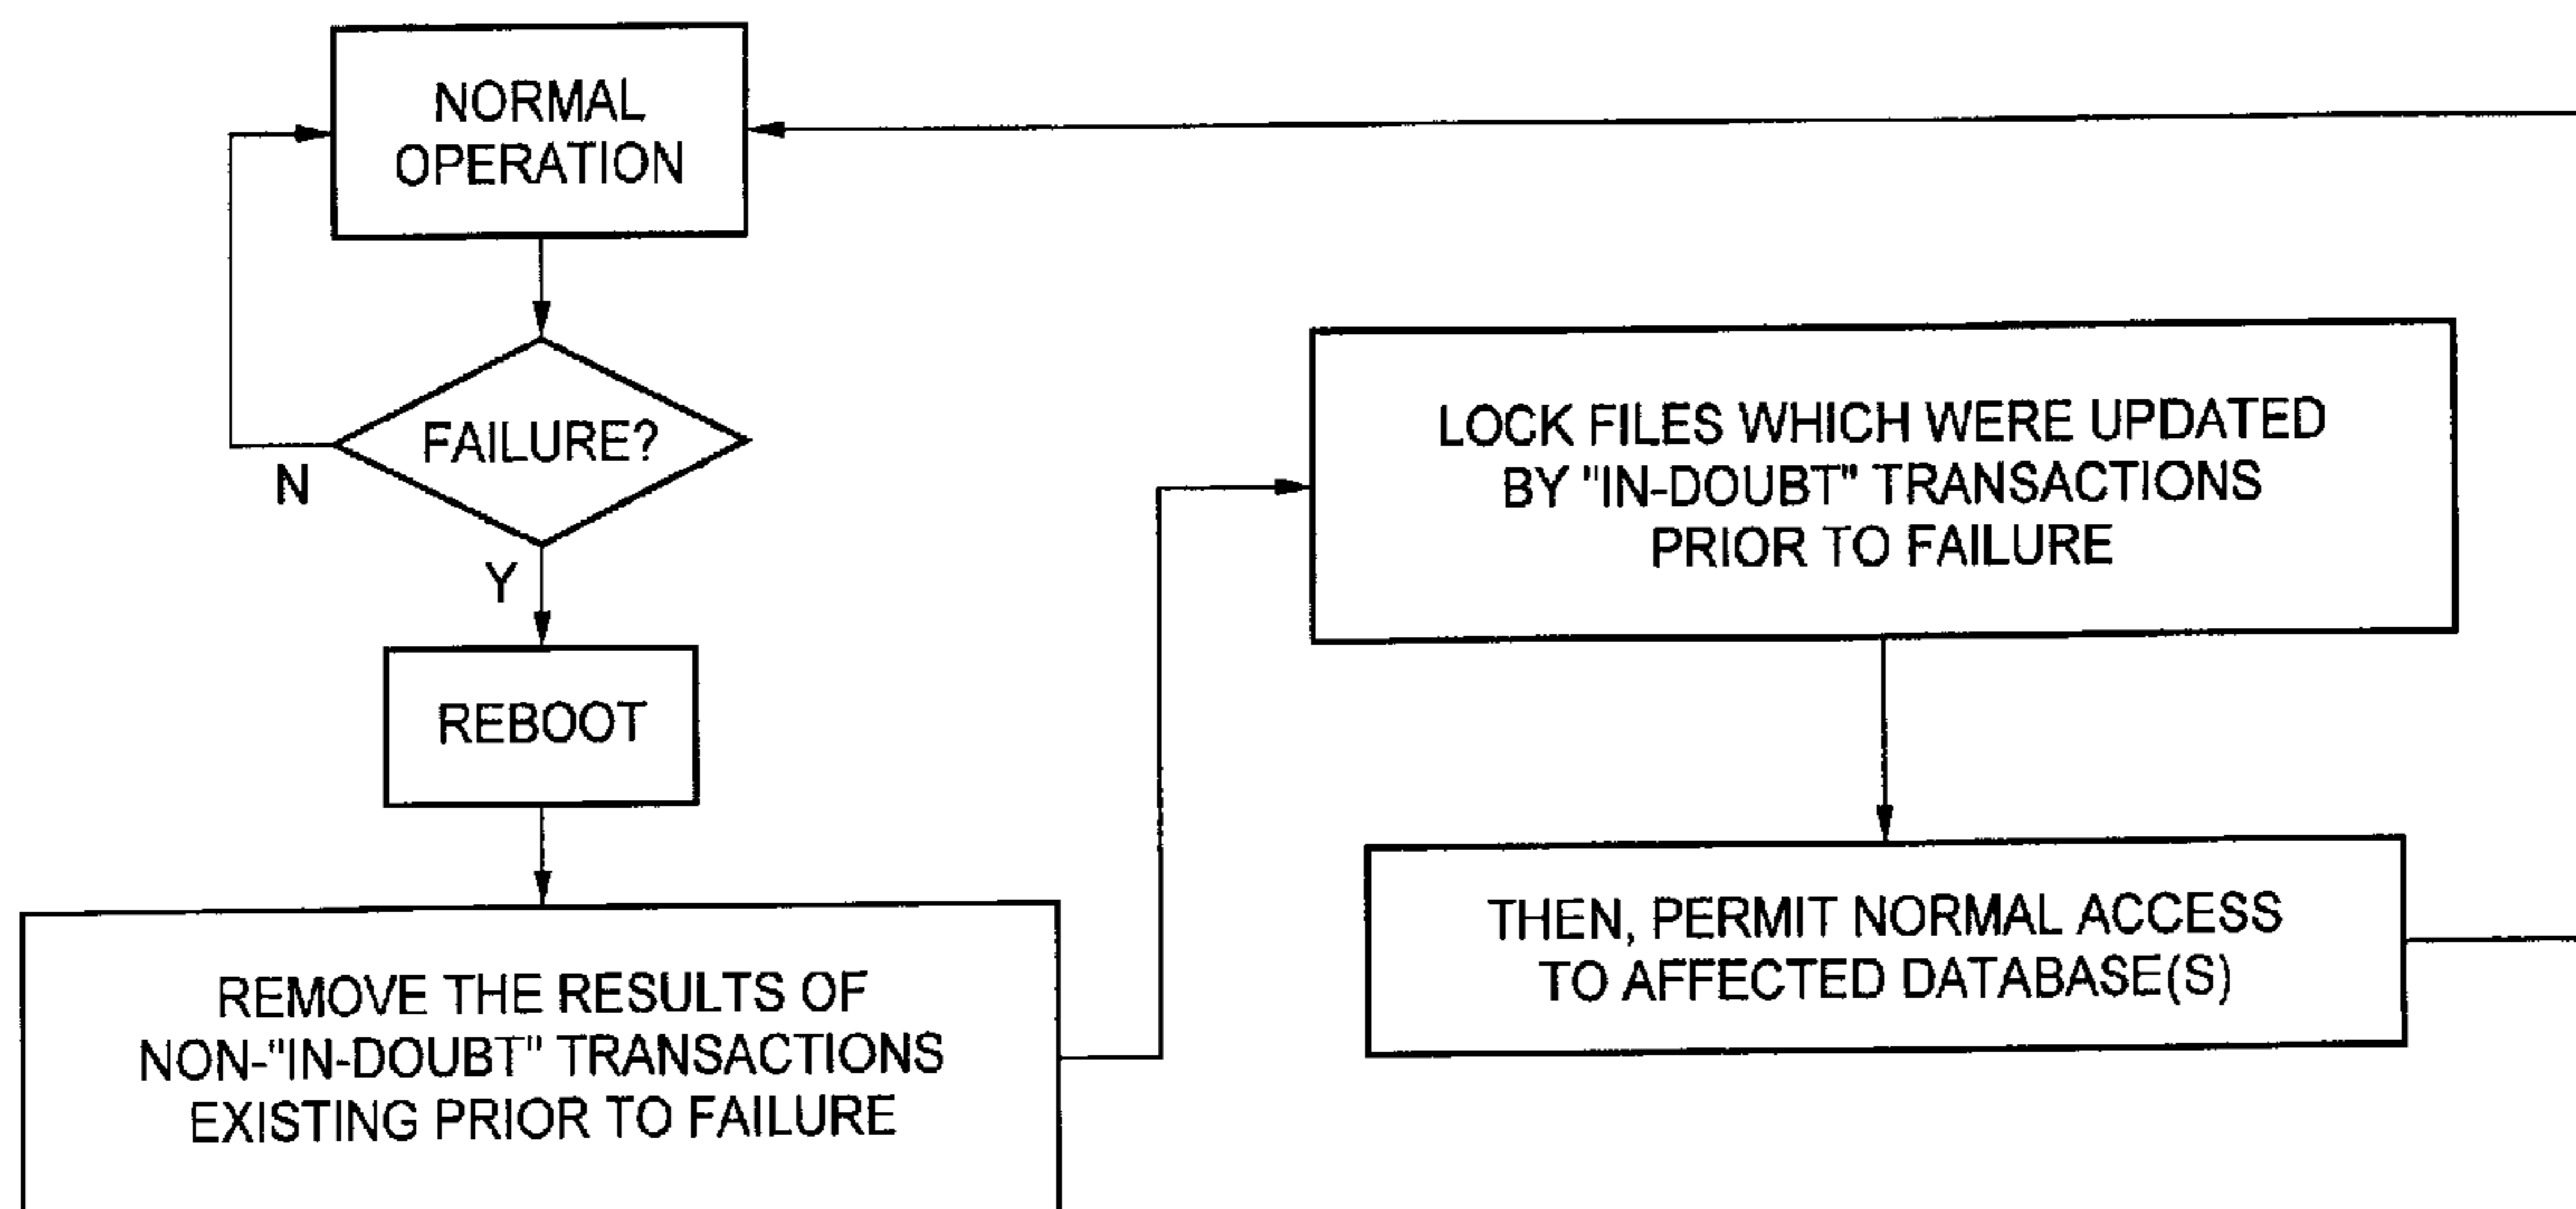 NORMAL
OPERATION
FAILURE?
N
Y
REBOOT
REMOVE THE RESULTS OF
NON-"IN-DOUBT" TRANSACTIONS
EXISTING PRIOR TO FAILURE
LOCK FILES WHICH WERE UPDATED
BY "IN-DOUBT" TRANSACTIONS
PRIOR TO FAILURE
THEN, PERMIT NORMAL ACCESS
TO AFFECTED DATABASE(S)